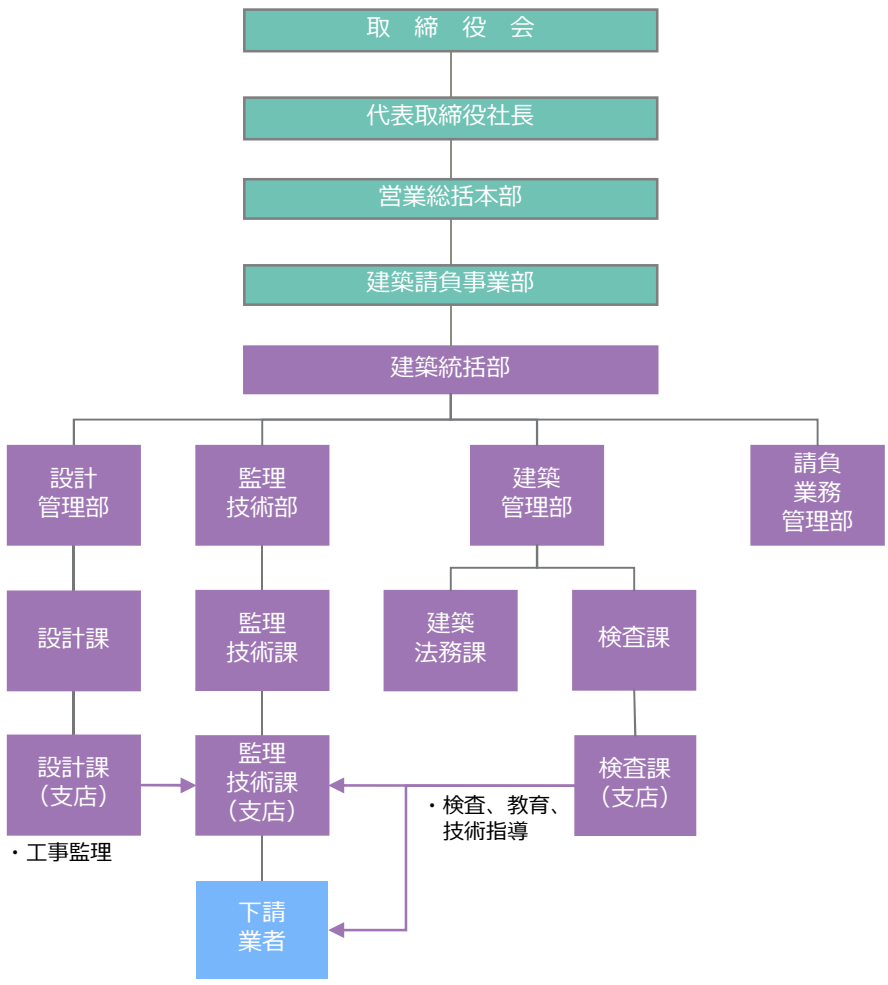 取　締　役　会
代表取締役社長
営業総括本部
建築請負事業部
建築統括部
設計
管理部
監理
技術部
建築
管理部
請負
業務
管理部
設計課
監理
技術課
建築
法務課
検査課
設計課
（支店）
監理
技術課
（支店）
検査課
（支店）
・工事監理
・検査、教育、
技術指導
下請
業者